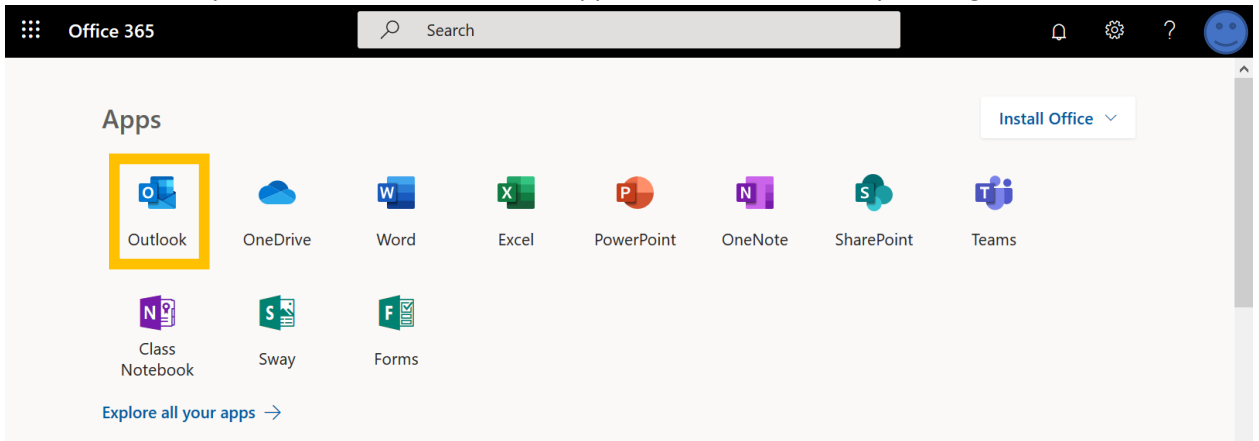 Office 365
Search
?
Apps
Install Office
Outlook
OneDrive
Word
Excel
PowerPoint
OneNote
SharePoint
Teams
Class
Notebook
Sway
Forms
Explore all your apps →